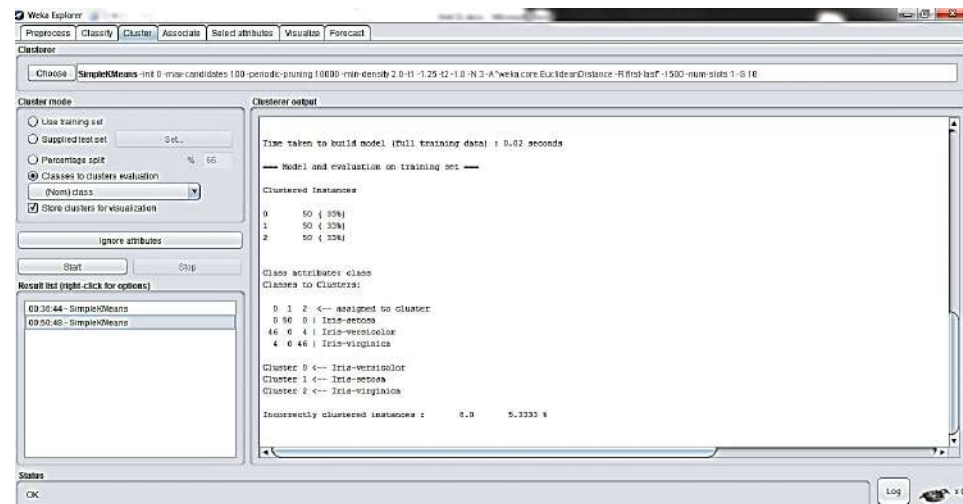 Weka Explorer
Preprocess Classify Cluster Associate Select attributes Visualize Forecast
Clusterer
Choose SimpleKMeans -init 0 -max-candidates 100 -periodic-pruning 10000 -min-density 2.0 -t1 -1.25 -t2 -1.0 -N 3 -A "weka.core.EuclideanDistance -R first-last" -I 500 -num-slots 1 -S 10
Cluster mode
Use training set
Supplied test set Set...
Percentage split % 66
Classes to clusters evaluation
(Nom) class
Store clusters for visualization
Ignore attributes
Start Stop
Result list (right-click for options)
00:36:44 - SimpleKMeans
00:50:48 - SimpleKMeans
Clusterer output
Time taken to build model (full training data) : 0.02 seconds
=== Model and evaluation on training set ===
Clustered Instances
0 50 ( 33%)
1 50 ( 33%)
2 50 ( 33%)
Class attribute: class
Classes to Clusters:
0 1 2 <-- assigned to cluster
0 50 0 | Iris-setosa
46 0 4 | Iris-versicolor
4 0 46 | Iris-virginica
Cluster 0 <-- Iris-versicolor
Cluster 1 <-- Iris-setosa
Cluster 2 <-- Iris-virginica
Incorrectly clustered instances : 8.0 5.3333 %
Status
OK
Log
x 0